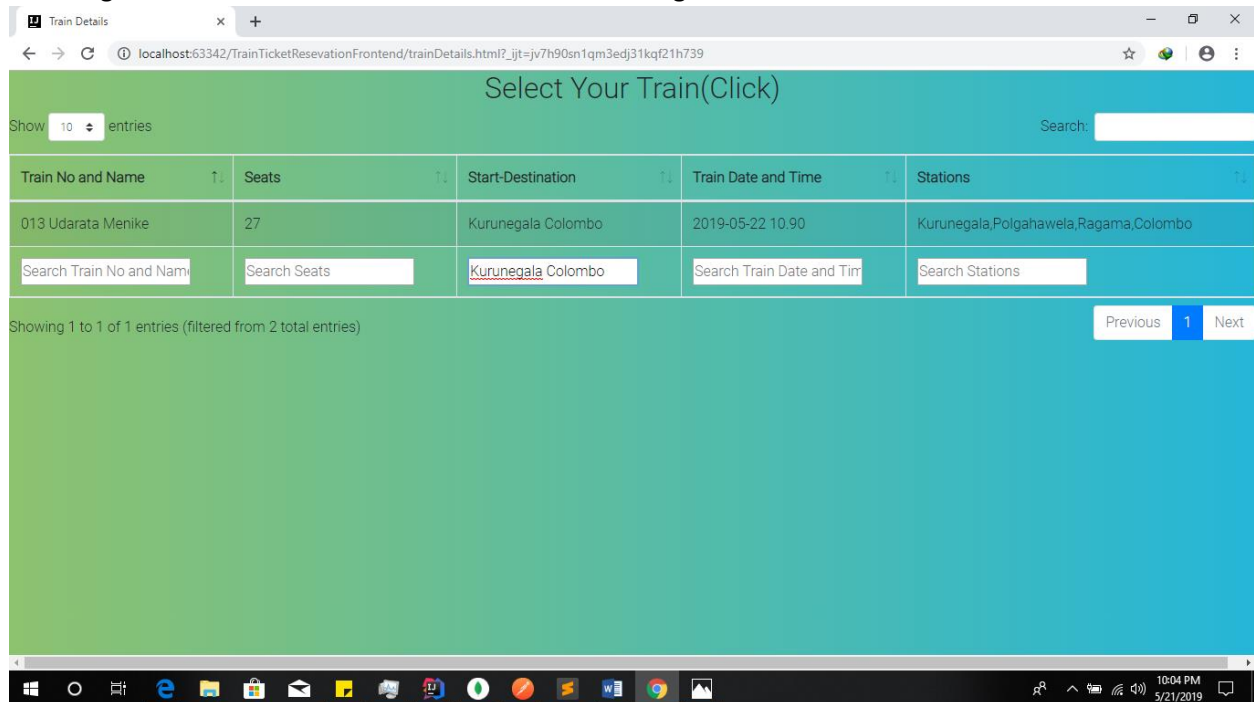 Train Details
localhost:63342/TrainTicketResevationFrontend/trainDetails.html?_ijt=jv7h90sn1qm3edj31kqf21h739
Select Your Train(Click)
Show 10 entries
Search:
Train No and Name Seats Start-Destination Train Date and Time Stations
013 Udarata Menike 27 Kurunegala Colombo 2019-05-22 10.90 Kurunegala,Polgahawela,Ragama,Colombo
Search Train No and Nam Search Seats Kurunegala Colombo Search Train Date and Tim Search Stations
Showing 1 to 1 of 1 entries (filtered from 2 total entries)
Previous 1 Next
10:04 PM
5/21/2019